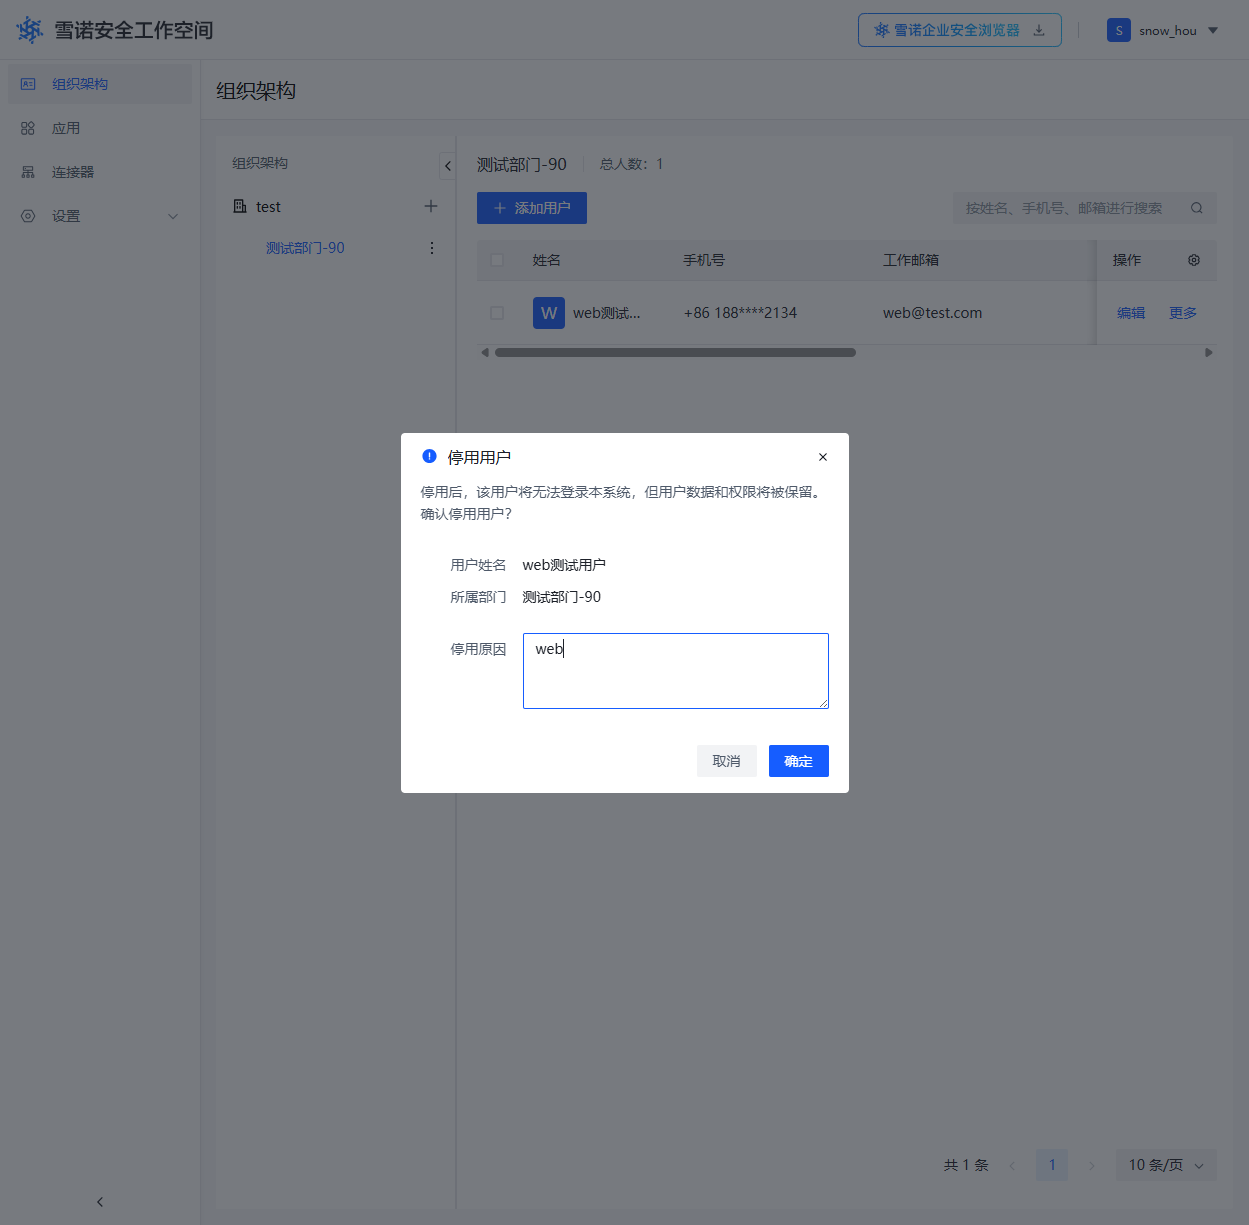 雪诺安全工作空间
雪诺企业安全浏览器
S snow_hou
组织架构
应用
连接器
设置
组织架构
组织架构
test
测试部门-90
测试部门-90 总人数：1
添加用户
按姓名、手机号、邮箱进行搜索
姓名 手机号 工作邮箱 操作
W web测试... +86 188****2134 web@test.com 编辑 更多
停用用户
停用后，该用户将无法登录本系统，但用户数据和权限将被保留。
确认停用用户？
用户姓名 web测试用户
所属部门 测试部门-90
停用原因 web
取消 确定
共 1 条 1 10 条/页